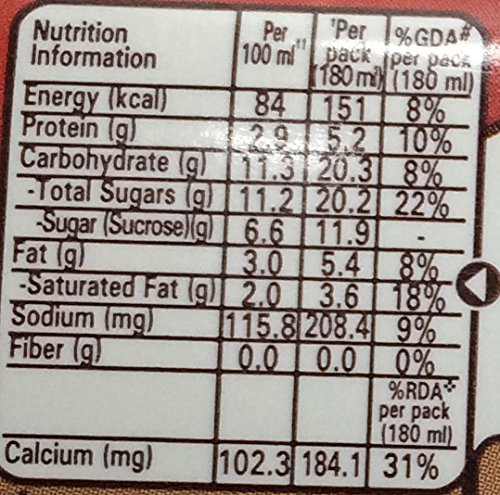 Nutrition Information | Per 100 ml†† | †Per pack (180 ml) | %GDA# per pack (180 ml)
Energy (kcal) 84 151 8%
Protein (g) 2.9 5.2 10%
Carbohydrate (g) 11.3 20.3 8%
-Total Sugars (g) 11.2 20.2 22%
-Sugar (Sucrose)(g) 6.6 11.9 -
Fat (g) 3.0 5.4 8%
-Saturated Fat (g) 2.0 3.6 18%
Sodium (mg) 115.8 208.4 9%
Fiber (g) 0.0 0.0 0%
%RDA❖
per pack
(180 ml)
Calcium (mg) 102.3 184.1 31%